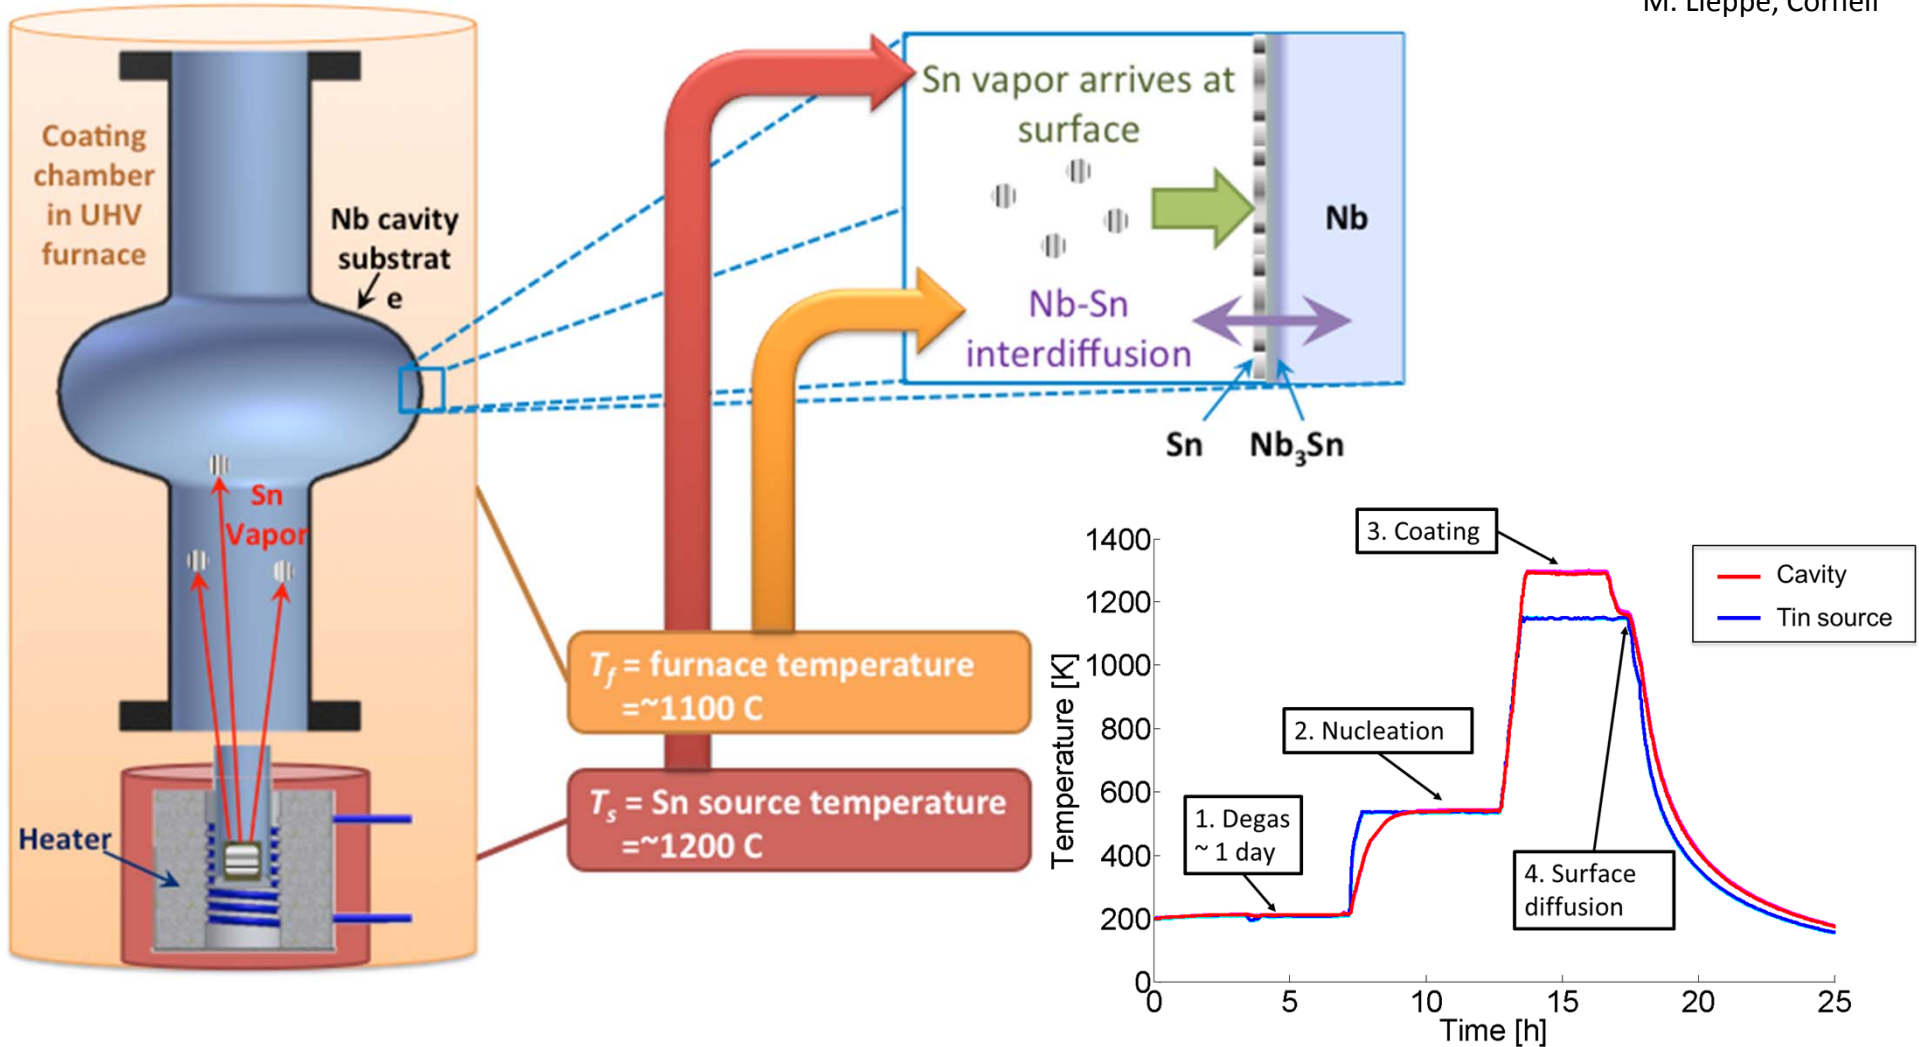 M. Liepe, Cornell
Coating
chamber
in UHV
furnace
Nb cavity
substrat
e
Sn
Vapor
Heater
Sn vapor arrives at
surface
Nb
Nb-Sn
interdiffusion
Sn
Nb₃Sn
T_f = furnace temperature
=~1100 C
T_s = Sn source temperature
=~1200 C
3. Coating
2. Nucleation
1. Degas
~ 1 day
4. Surface
diffusion
Cavity
Tin source
Temperature [K]
1400
1200
1000
800
600
400
200
0
0 5 10 15 20 25
Time [h]